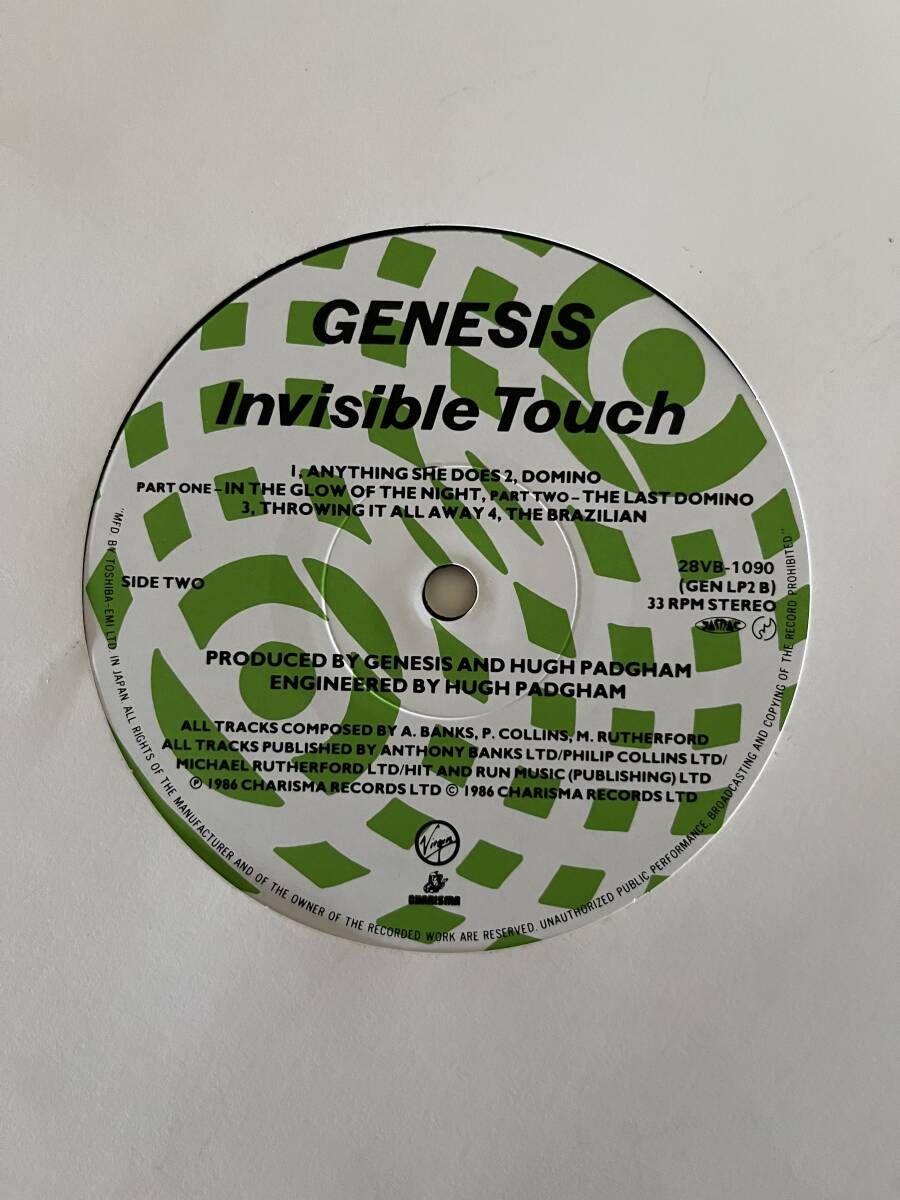 GENESIS
Invisible Touch
1, ANYTHING SHE DOES 2, DOMINO
PART ONE – IN THE GLOW OF THE NIGHT, PART TWO – THE LAST DOMINO
3, THROWING IT ALL AWAY 4, THE BRAZILIAN
SIDE TWO
28VB-1090
(GEN LP2 B)
33 RPM STEREO
JASRAC
PRODUCED BY GENESIS AND HUGH PADGHAM
ENGINEERED BY HUGH PADGHAM
ALL TRACKS COMPOSED BY A. BANKS, P. COLLINS, M. RUTHERFORD
ALL TRACKS PUBLISHED BY ANTHONY BANKS LTD/PHILIP COLLINS LTD/
MICHAEL RUTHERFORD LTD/HIT AND RUN MUSIC (PUBLISHING) LTD
℗ 1986 CHARISMA RECORDS LTD © 1986 CHARISMA RECORDS LTD
Virgin
CHARISMA
"MFD BY TOSHIBA-EMI LTD. IN JAPAN. ALL RIGHTS OF THE MANUFACTURER AND OF THE OWNER OF THE RECORDED WORK ARE RESERVED. UNAUTHORIZED PUBLIC PERFORMANCE, BROADCASTING AND COPYING OF THE RECORD PROHIBITED"